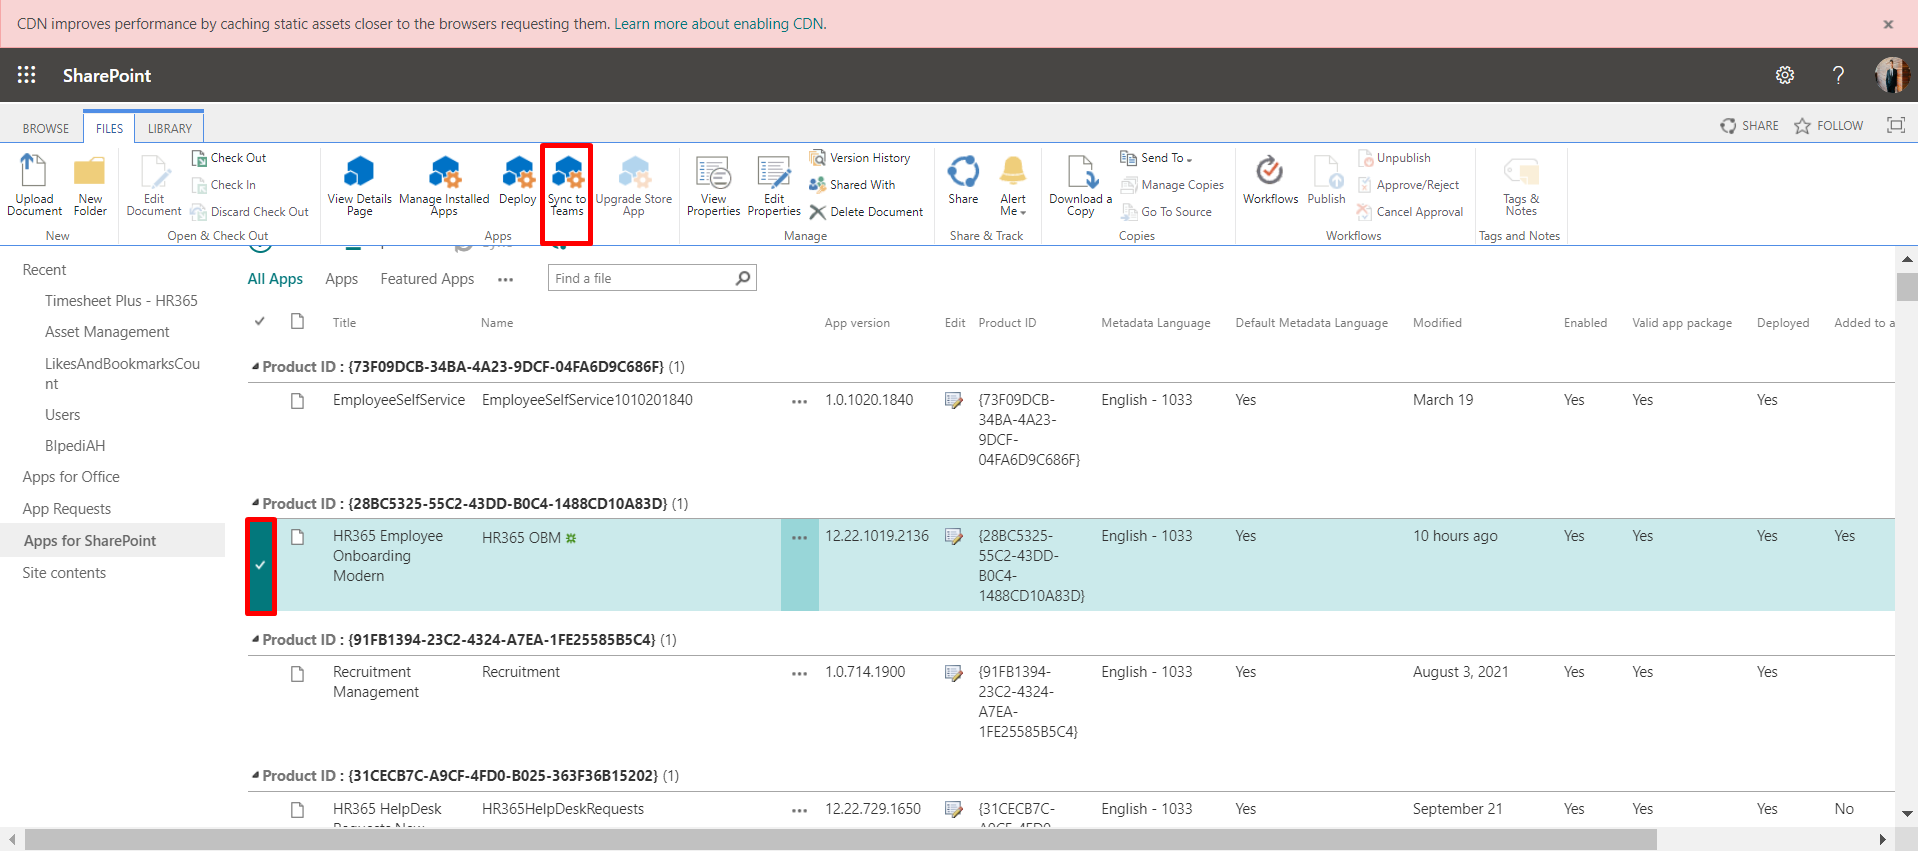 CDN improves performance by caching static assets closer to the browsers requesting them. Learn more about enabling CDN.
SharePoint
BROWSE FILES LIBRARY SHARE FOLLOW
Upload Document
New Folder
New
Edit Document
Check Out
Check In
Discard Check Out
Open & Check Out
View Details Page
Manage Installed Apps
Deploy
Sync to Teams
Upgrade Store App
Apps
View Properties
Edit Properties
Version History
Shared With
Delete Document
Manage
Share
Alert Me
Share & Track
Download a Copy
Send To
Manage Copies
Go To Source
Copies
Workflows
Publish
Unpublish
Approve/Reject
Cancel Approval
Workflows
Tags & Notes
Tags and Notes
Recent
Timesheet Plus - HR365
Asset Management
LikesAndBookmarksCou
nt
Users
BIpediAH
Apps for Office
App Requests
Apps for SharePoint
Site contents
All Apps Apps Featured Apps ••• Find a file
Title Name App version Edit Product ID Metadata Language Default Metadata Language Modified Enabled Valid app package Deployed Added to a
Product ID : {73F09DCB-34BA-4A23-9DCF-04FA6D9C686F} (1)
EmployeeSelfService EmployeeSelfService1010201840 ••• 1.0.1020.1840 {73F09DCB- English - 1033 Yes March 19 Yes Yes Yes
34BA-4A23-
9DCF-
04FA6D9C686F}
Product ID : {28BC5325-55C2-43DD-B0C4-1488CD10A83D} (1)
HR365 Employee HR365 OBM ••• 12.22.1019.2136 {28BC5325- English - 1033 Yes 10 hours ago Yes Yes Yes Yes
Onboarding 55C2-43DD-
Modern B0C4-
1488CD10A83D}
Product ID : {91FB1394-23C2-4324-A7EA-1FE25585B5C4} (1)
Recruitment Recruitment ••• 1.0.714.1900 {91FB1394- English - 1033 Yes August 3, 2021 Yes Yes Yes
Management 23C2-4324-
A7EA-
1FE25585B5C4}
Product ID : {31CECB7C-A9CF-4FD0-B025-363F36B15202} (1)
HR365 HelpDesk HR365HelpDeskRequests ••• 12.22.729.1650 {31CECB7C- English - 1033 Yes September 21 Yes Yes Yes No
Requests New A9CF-4FD0-